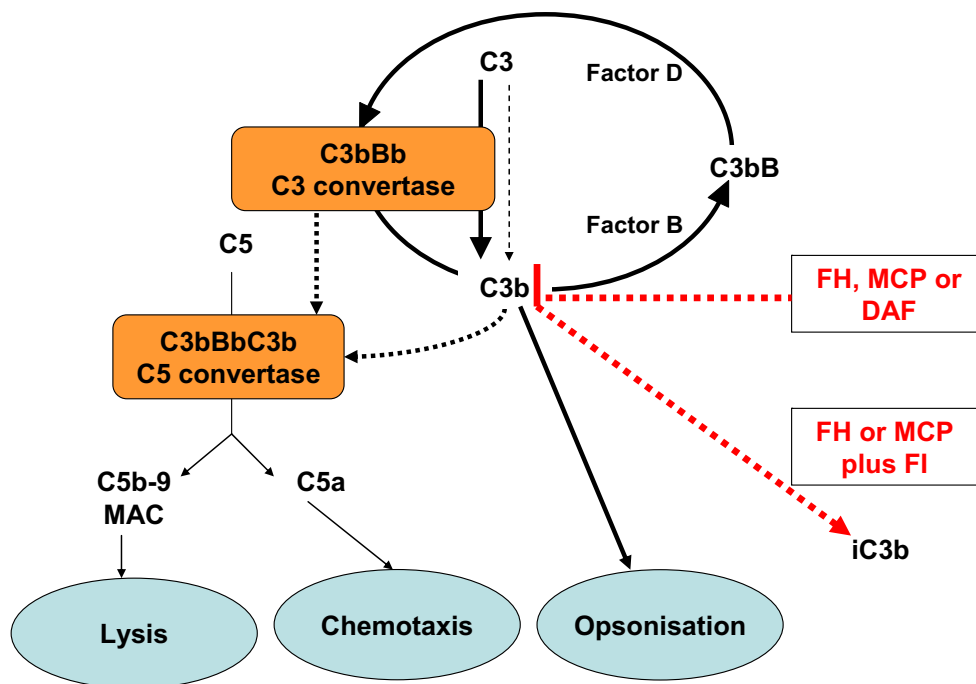 C3
Factor D
C3bBb
C3 convertase
C3bB
Factor B
C5
C3b
FH, MCP or
DAF
C3bBbC3b
C5 convertase
FH or MCP
plus FI
C5b-9
MAC
C5a
iC3b
Lysis
Chemotaxis
Opsonisation